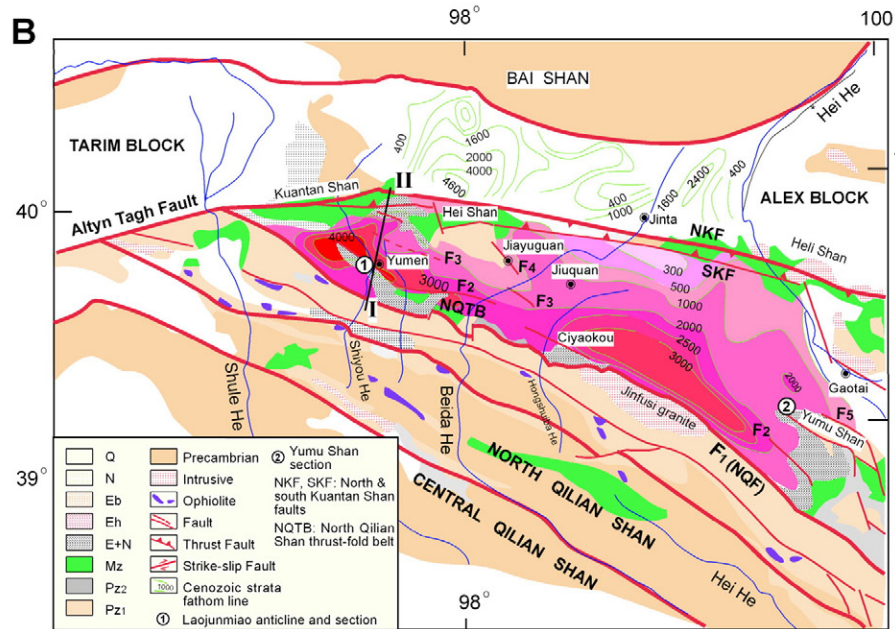 B
98°
100
BAI SHAN
Hei He
TARIM BLOCK
400
1600
2000
4000
4600
1600
2400
400
400
1000
ALEX BLOCK
Kuantan Shan
II
40°
Altyn Tagh Fault
Hei Shan
Jinta
NKF
Heli Shan
4000
Jiayuguan
SKF
1
Yumen
F3
F4
Jiuquan
300
500
F2
3000
F3
1000
NQTB
I
2000
2500
3000
Ciyaokou
2000
Gaotai
Shiyou He
Shule He
Beida He
Hongshuiba He
Jinfusi granite
2
F5
Yumu Shan
F2
F1 (NQF)
39°
NORTH QILIAN SHAN
CENTRAL QILIAN SHAN
Hei He
98°
Q
N
Eb
Eh
E+N
Mz
Pz2
Pz1
Precambrian
Intrusive
Ophiolite
Fault
Thrust Fault
Strike-slip Fault
1000
Cenozoic strata
fathom line
1 Laojunmiao anticline and section
2 Yumu Shan
section
NKF, SKF: North &
south Kuantan Shan
faults
NQTB: North Qilian
Shan thrust-fold belt